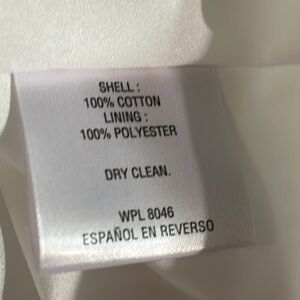 SHELL :
100% COTTON
LINING :
100% POLYESTER
DRY CLEAN.
WPL 8046
ESPAÑOL EN REVERSO